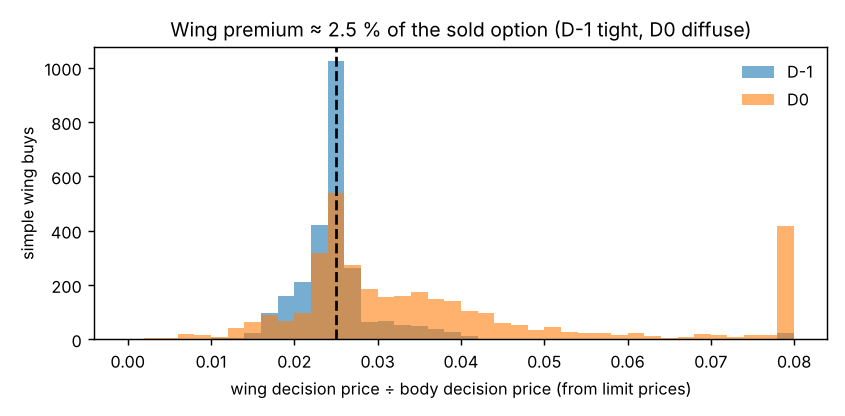 Wing premium ≈ 2.5 % of the sold option (D-1 tight, D0 diffuse)
1000
800
600
400
200
0
simple wing buys
D-1
D0
0.00 0.01 0.02 0.03 0.04 0.05 0.06 0.07 0.08
wing decision price ÷ body decision price (from limit prices)